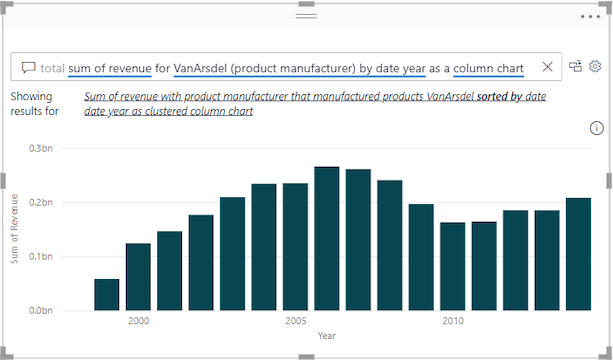 total sum of revenue for VanArsdel (product manufacturer) by date year as a column chart
Showing results for
Sum of revenue with product manufacturer that manufactured products VanArsdel sorted by date
date year as clustered column chart
0.3bn
0.2bn
0.1bn
0.0bn
Sum of Revenue
2000
2005
2010
Year